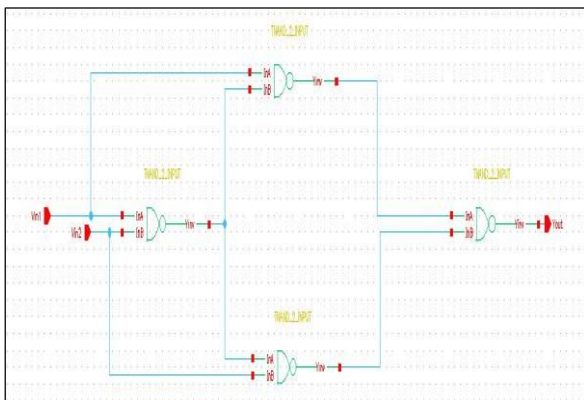 TNAND_2_INPUT
InA
InB
Yinv
TNAND_2_INPUT
TNAND_2_INPUT
Vin1
InA
InB
Yinv
Vin2
InA
InB
Yinv
Vout
TNAND_2_INPUT
InA
InB
Yinv